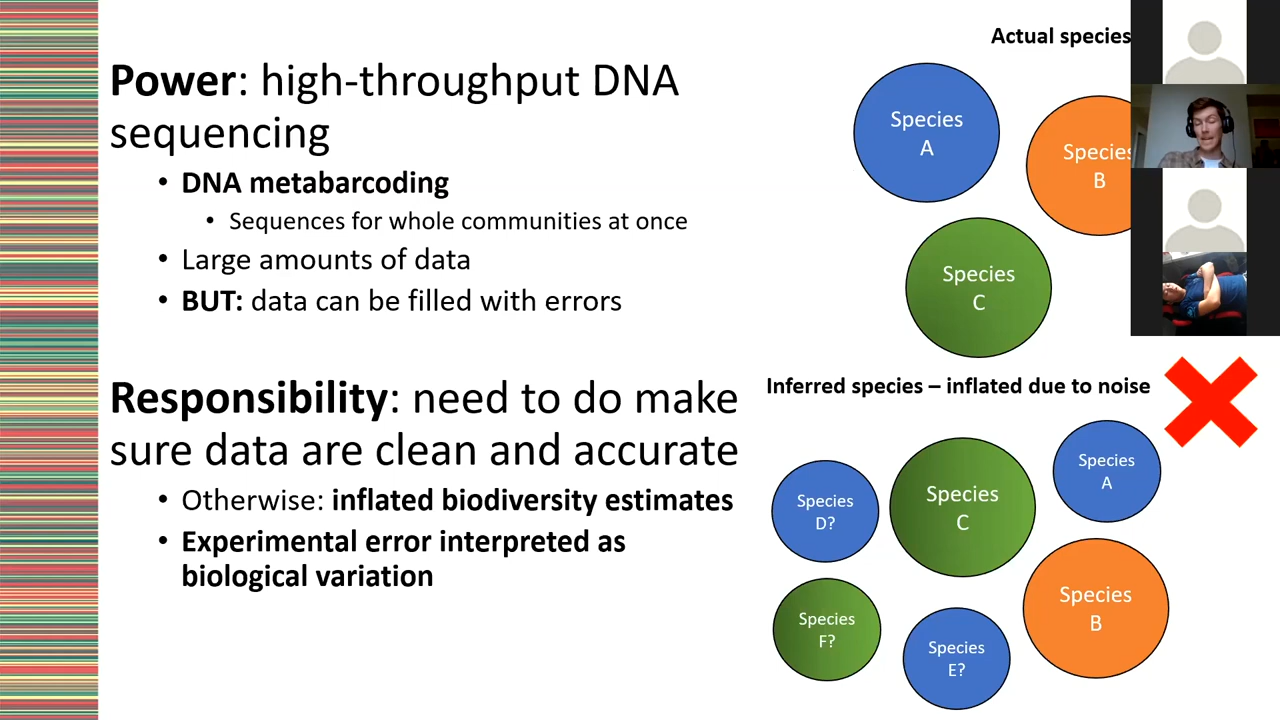 Power: high-throughput DNA
sequencing
• DNA metabarcoding
• Sequences for whole communities at once
• Large amounts of data
• BUT: data can be filled with errors
Responsibility: need to do make
sure data are clean and accurate
• Otherwise: inflated biodiversity estimates
• Experimental error interpreted as
biological variation
Actual species
Species
A
Species
B
Species
C
Inferred species – inflated due to noise
Species
A
Species
D?
Species
C
Species
B
Species
F?
Species
E?